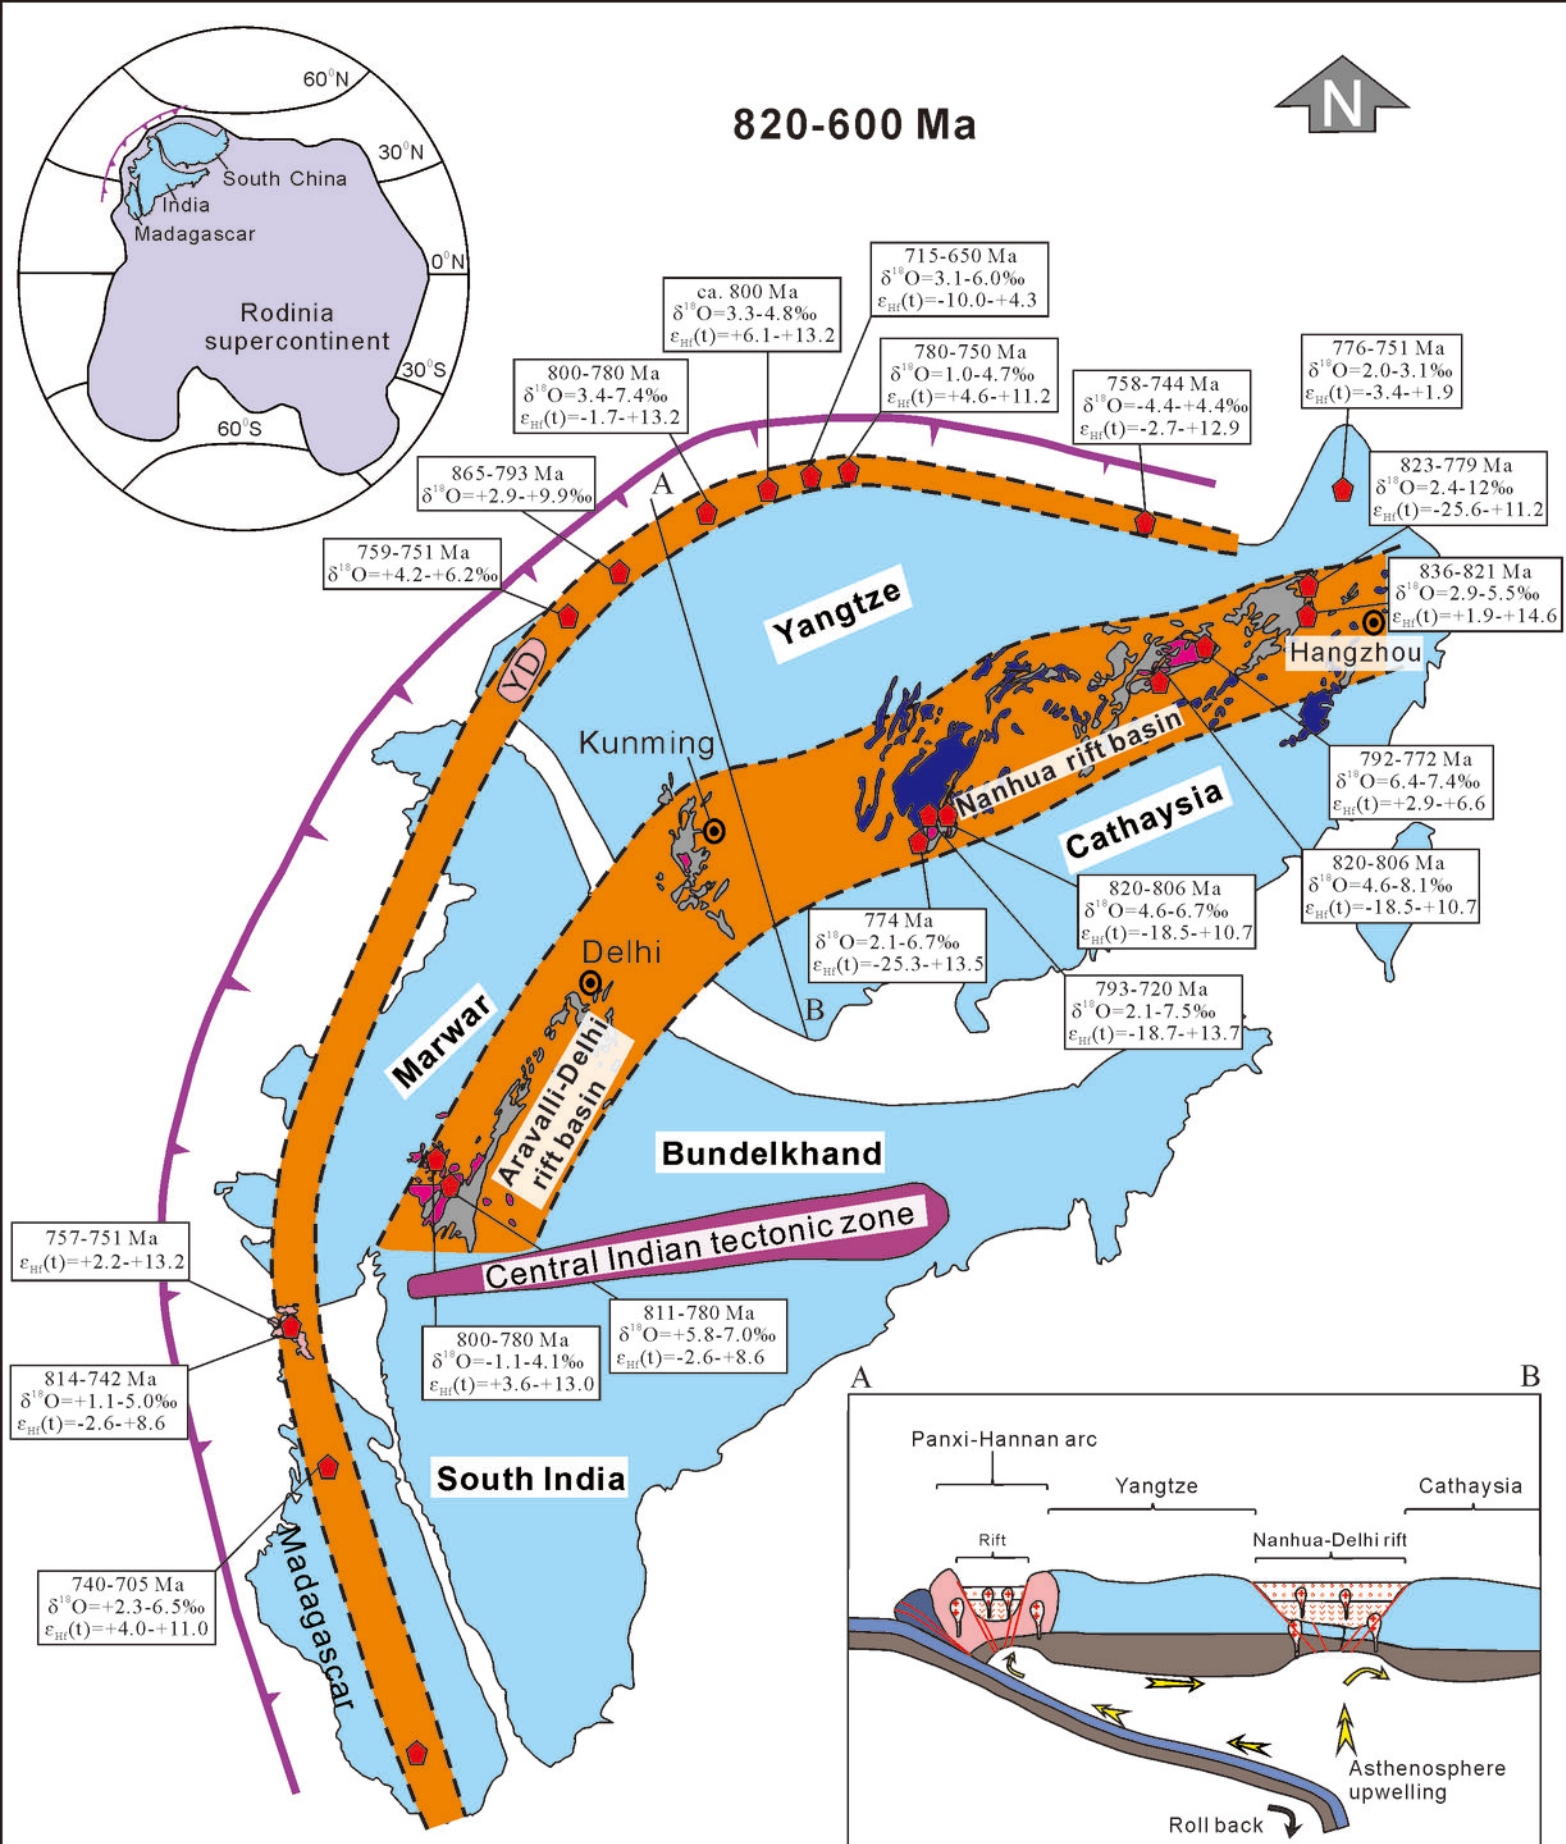 820-600 Ma
N
60⁰N
30⁰N
South China
India
Madagascar
0⁰N
Rodinia
supercontinent
30⁰S
60⁰S
715-650 Ma
δ¹⁸O=3.1-6.0‰
εHf(t)=-10.0-+4.3
ca. 800 Ma
δ¹⁸O=3.3-4.8‰
εHf(t)=+6.1-+13.2
780-750 Ma
δ¹⁸O=1.0-4.7‰
εHf(t)=+4.6-+11.2
776-751 Ma
δ¹⁸O=2.0-3.1‰
εHf(t)=-3.4-+1.9
800-780 Ma
δ¹⁸O=3.4-7.4‰
εHf(t)=-1.7-+13.2
758-744 Ma
δ¹⁸O=-4.4-+4.4‰
εHf(t)=-2.7-+12.9
865-793 Ma
δ¹⁸O=+2.9-+9.9‰
823-779 Ma
δ¹⁸O=2.4-12‰
εHf(t)=-25.6-+11.2
A
759-751 Ma
δ¹⁸O=+4.2-+6.2‰
836-821 Ma
δ¹⁸O=2.9-5.5‰
εHf(t)=+1.9-+14.6
Yangtze
YD
Hangzhou
Kunming
Nanhua rift basin
792-772 Ma
δ¹⁸O=6.4-7.4‰
εHf(t)=+2.9-+6.6
Cathaysia
820-806 Ma
δ¹⁸O=4.6-8.1‰
εHf(t)=-18.5-+10.7
820-806 Ma
δ¹⁸O=4.6-6.7‰
εHf(t)=-18.5-+10.7
774 Ma
δ¹⁸O=2.1-6.7‰
εHf(t)=-25.3-+13.5
Delhi
793-720 Ma
δ¹⁸O=2.1-7.5‰
εHf(t)=-18.7-+13.7
B
Marwar
Aravalli-Delhi
rift basin
Bundelkhand
Central Indian tectonic zone
757-751 Ma
εHf(t)=+2.2-+13.2
811-780 Ma
δ¹⁸O=+5.8-7.0‰
εHf(t)=-2.6-+8.6
800-780 Ma
δ¹⁸O=-1.1-4.1‰
εHf(t)=+3.6-+13.0
814-742 Ma
δ¹⁸O=+1.1-5.0‰
εHf(t)=-2.6-+8.6
South India
740-705 Ma
δ¹⁸O=+2.3-6.5‰
εHf(t)=+4.0-+11.0
Madagascar
A
B
Panxi-Hannan arc
Yangtze
Cathaysia
Rift
Nanhua-Delhi rift
Asthenosphere
upwelling
Roll back